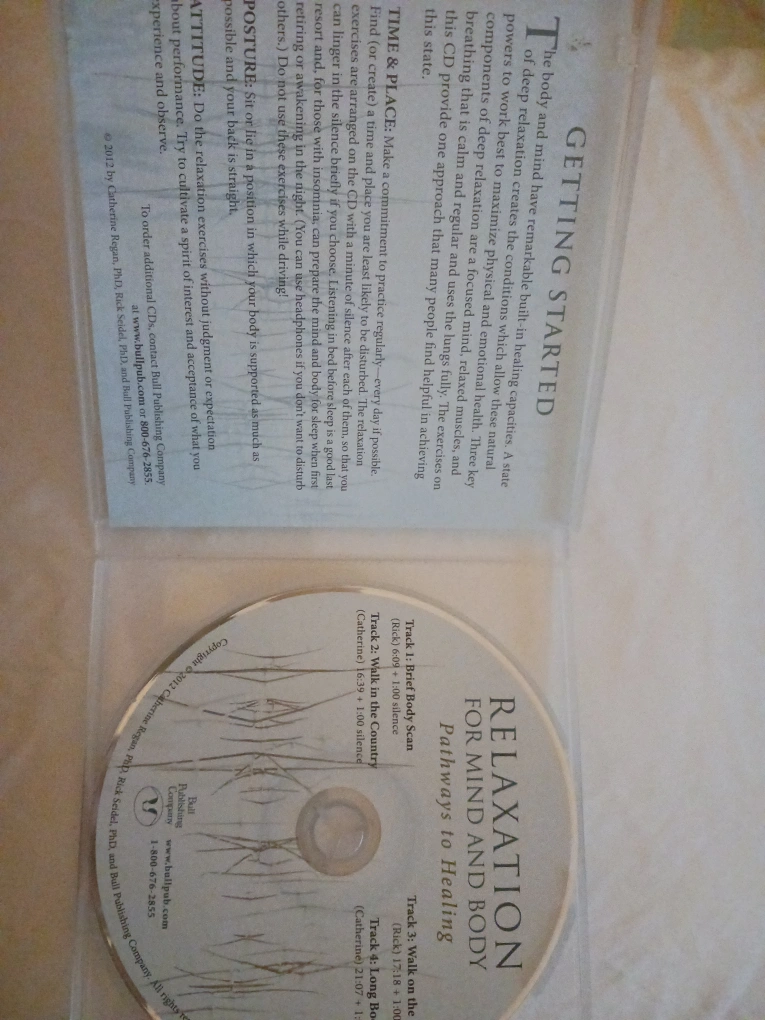 GETTING STARTED
The body and mind have remarkable built-in healing capacities. A state
of deep relaxation creates the conditions which allow these natural
powers to work best to maximize physical and emotional health. Three key
components of deep relaxation are a focused mind, relaxed muscles, and
breathing that is calm and regular and uses the lungs fully. The exercises on
this CD provide one approach that many people find helpful in achieving
this state.
TIME & PLACE: Make a commitment to practice regularly—every day if possible.
Find (or create) a time and place you are least likely to be disturbed. The relaxation
exercises are arranged on the CD with a minute of silence after each of them, so that you
can linger in the silence briefly if you choose. Listening in bed before sleep is a good last
resort and, for those with insomnia, can prepare the mind and body for sleep when first
retiring or awakening in the night. (You can use headphones if you don't want to disturb
others.) Do not use these exercises while driving!
POSTURE: Sit or lie in a position in which your body is supported as much as
possible and your back is straight.
ATTITUDE: Do the relaxation exercises without judgment or expectation
about performance. Try to cultivate a spirit of interest and acceptance of what you
experience and observe.
To order additional CDs, contact Bull Publishing Company
at www.bullpub.com or 800-676-2855.
© 2012 by Catherine Regan, PhD, Rick Seidel, PhD, and Bull Publishing Company
RELAXATION
FOR MIND AND BODY
Pathways to Healing
Track 1: Brief Body Scan
(Rick) 6:09 + 1:00 silence
Track 2: Walk in the Country
(Catherine) 16:39 + 1:00 silence
Track 3: Walk on the
(Rick) 17:18 + 1:00
Track 4: Long Bo
(Catherine) 21:07 + 1:
Bull
Publishing
Company
www.bullpub.com
1-800-676-2855
Copyright © 2012 Catherine Regan, PhD, Rick Seidel, PhD, and Bull Publishing Company. All rights re